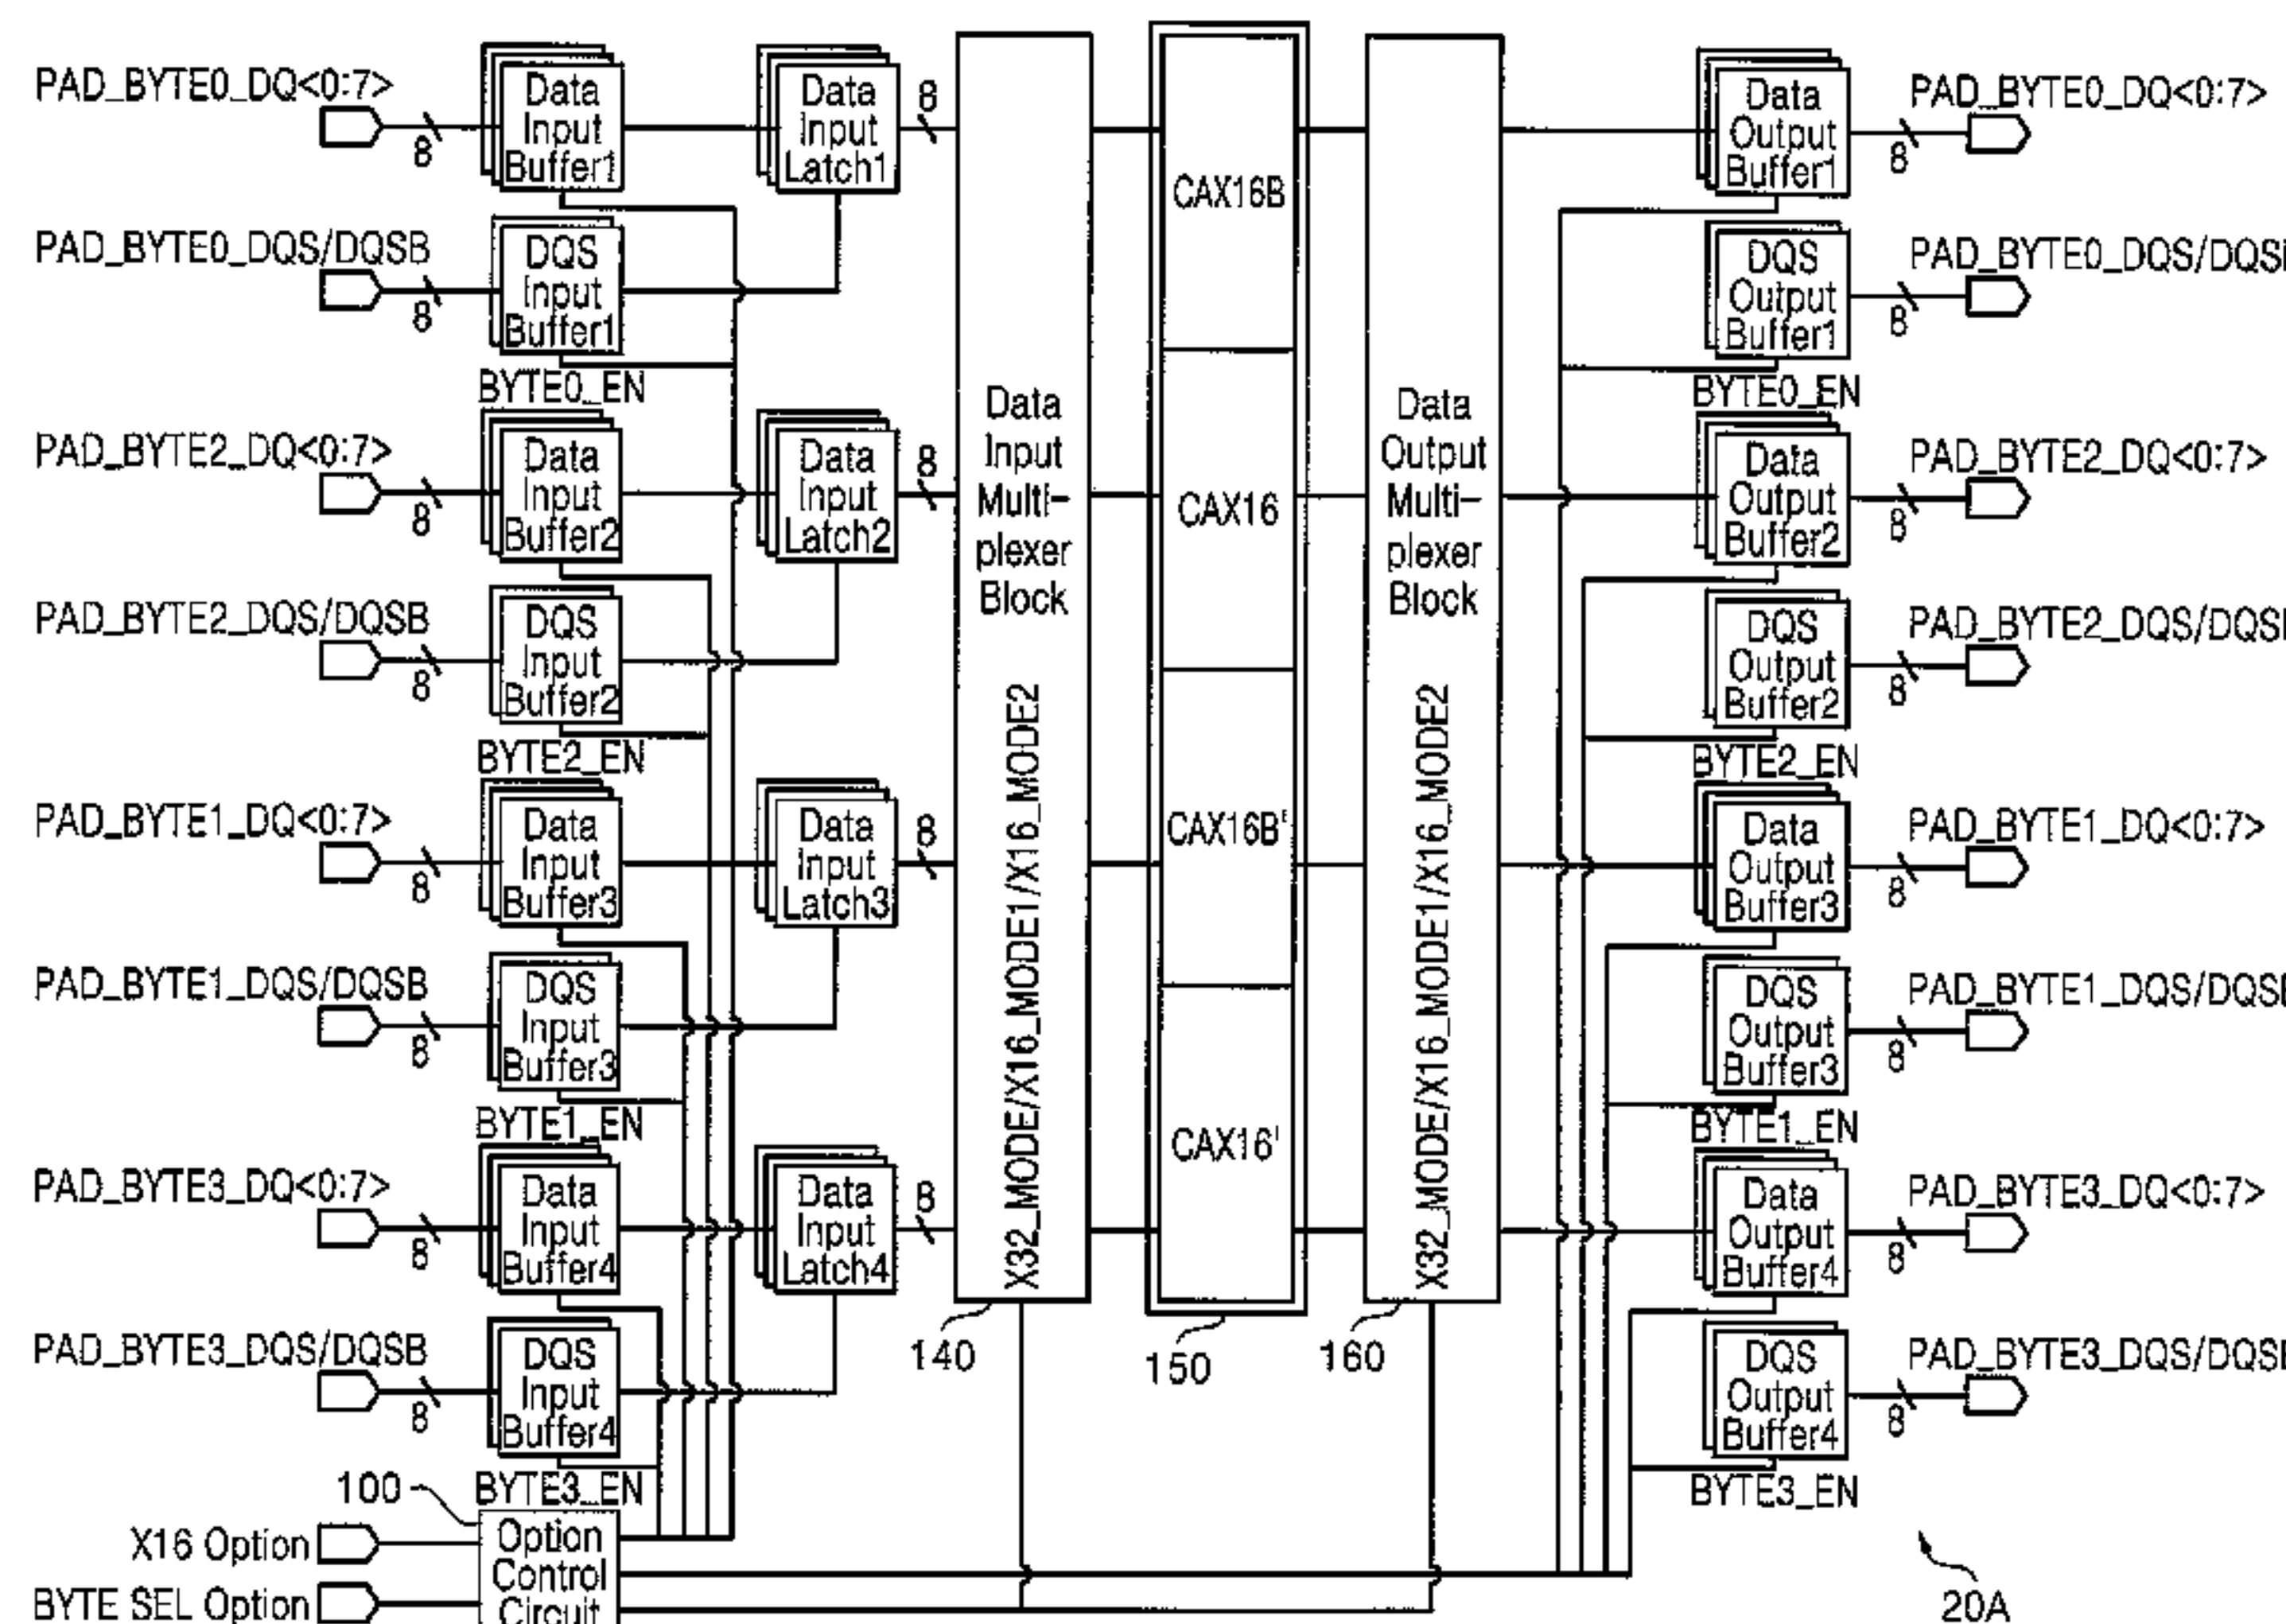 PAD_BYTE0_DQ<0:7>
8
Data
Input
Buffer1
Data
Input
Latch1
8
PAD_BYTE0_DQS/DQSB
8
DQS
Input
Buffer1
BYTE0_EN
PAD_BYTE2_DQ<0:7>
8
Data
Input
Buffer2
Data
Input
Latch2
8
PAD_BYTE2_DQS/DQSB
8
DQS
Input
Buffer2
BYTE2_EN
PAD_BYTE1_DQ<0:7>
8
Data
Input
Buffer3
Data
Input
Latch3
8
PAD_BYTE1_DQS/DQSB
8
DQS
Input
Buffer3
BYTE1_EN
PAD_BYTE3_DQ<0:7>
8
Data
Input
Buffer4
Data
Input
Latch4
8
PAD_BYTE3_DQS/DQSB
8
DQS
Input
Buffer4
BYTE3_EN
100
X16 Option
BYTE SEL Option
Option
Control
Circuit
Data
Input
Multi-
plexer
Block
X32_MODE/X16_MODE1/X16_MODE2
140
CAX16B
CAX16
CAX16B'
CAX16'
150
Data
Output
Multi-
plexer
Block
X32_MODE/X16_MODE1/X16_MODE2
160
Data
Output
Buffer1
8
PAD_BYTE0_DQ<0:7>
DQS
Output
Buffer1
8
PAD_BYTE0_DQS/DQS
BYTE0_EN
Data
Output
Buffer2
8
PAD_BYTE2_DQ<0:7>
DQS
Output
Buffer2
8
PAD_BYTE2_DQS/DQS
BYTE2_EN
Data
Output
Buffer3
8
PAD_BYTE1_DQ<0:7>
DQS
Output
Buffer3
8
PAD_BYTE1_DQS/DQS
BYTE1_EN
Data
Output
Buffer4
8
PAD_BYTE3_DQ<0:7>
DQS
Output
Buffer4
8
PAD_BYTE3_DQS/DQS
BYTE3_EN
20A